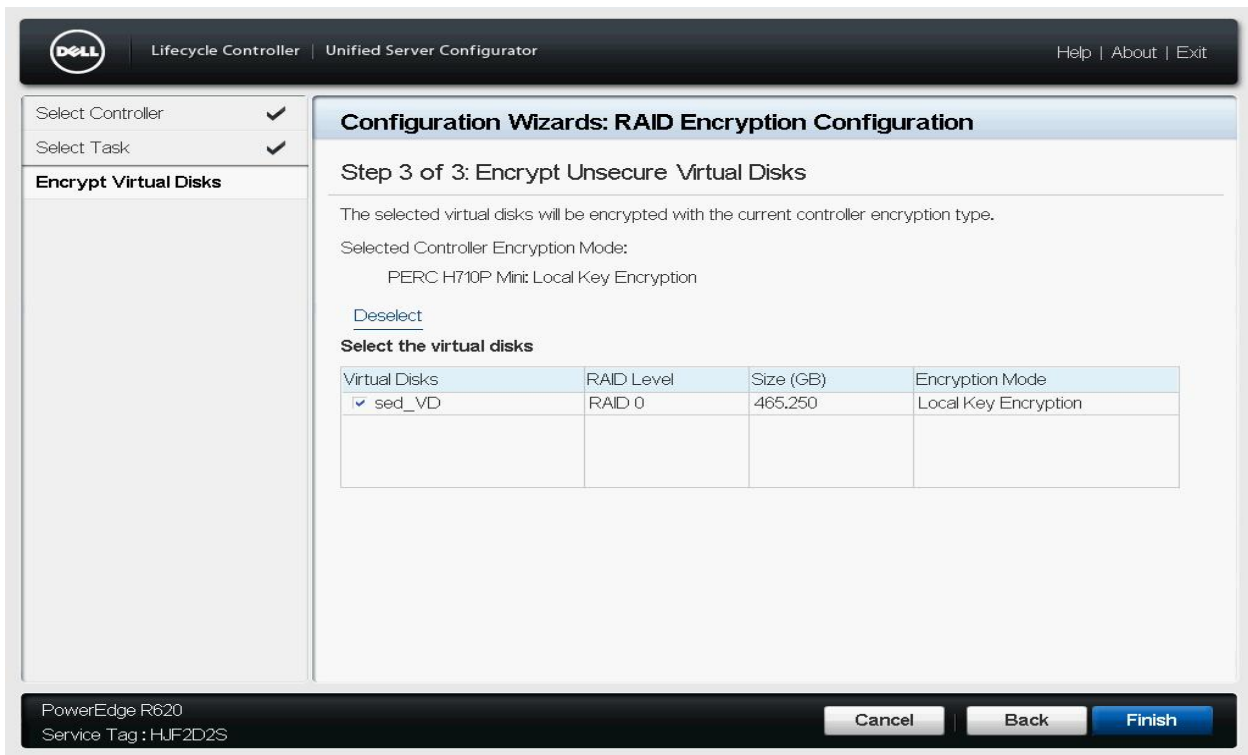 DELL Lifecycle Controller | Unified Server Configurator Help | About | Exit
Select Controller
Select Task
Encrypt Virtual Disks
Configuration Wizards: RAID Encryption Configuration
Step 3 of 3: Encrypt Unsecure Virtual Disks
The selected virtual disks will be encrypted with the current controller encryption type.
Selected Controller Encryption Mode:
PERC H710P Mini: Local Key Encryption
Deselect
Select the virtual disks
Virtual Disks RAID Level Size (GB) Encryption Mode
sed_VD RAID 0 465.250 Local Key Encryption
PowerEdge R620
Service Tag : HJF2D2S
Cancel | Back Finish